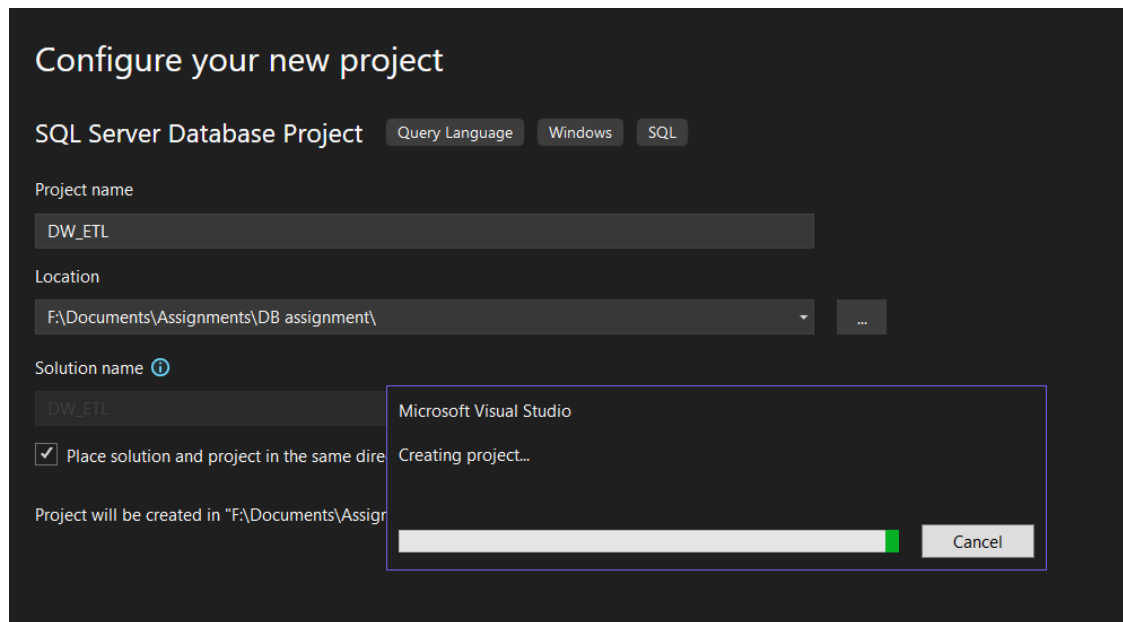 Configure your new project
SQL Server Database Project Query Language Windows SQL
Project name
DW_ETL
Location
F:\Documents\Assignments\DB assignment\ ...
Solution name
DW_ETL
Place solution and project in the same dire
Project will be created in "F:\Documents\Assigr
Microsoft Visual Studio
Creating project...
Cancel